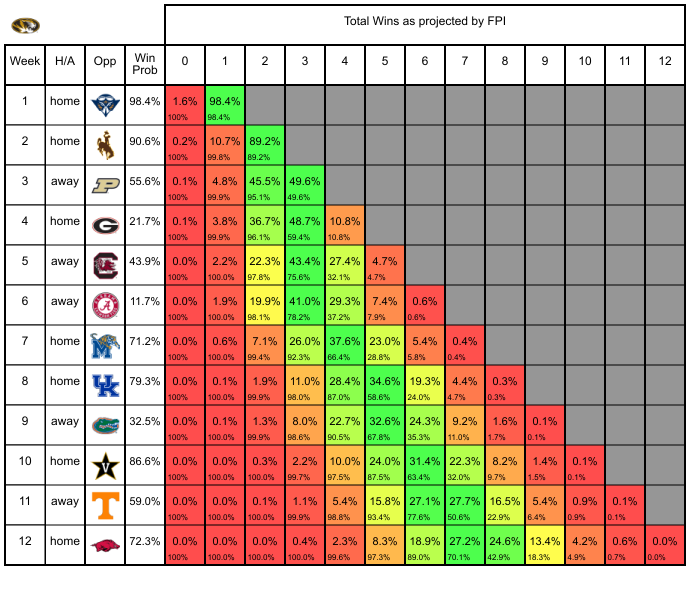 Total Wins as projected by FPI
Week H/A Opp Win Prob 0 1 2 3 4 5 6 7 8 9 10 11 12
1 home 98.4% 1.6% 98.4%
100% 98.4%
2 home 90.6% 0.2% 10.7% 89.2%
100% 99.8% 89.2%
3 away P 55.6% 0.1% 4.8% 45.5% 49.6%
100% 99.9% 95.1% 49.6%
4 home G 21.7% 0.1% 3.8% 36.7% 48.7% 10.8%
100% 99.9% 96.1% 59.4% 10.8%
5 away C 43.9% 0.0% 2.2% 22.3% 43.4% 27.4% 4.7%
100% 100.0% 97.8% 75.6% 32.1% 4.7%
6 away A 11.7% 0.0% 1.9% 19.9% 41.0% 29.3% 7.4% 0.6%
100% 100.0% 98.1% 78.2% 37.2% 7.9% 0.6%
7 home M 71.2% 0.0% 0.6% 7.1% 26.0% 37.6% 23.0% 5.4% 0.4%
100% 100.0% 99.4% 92.3% 66.4% 28.8% 5.8% 0.4%
8 home UK 79.3% 0.0% 0.1% 1.9% 11.0% 28.4% 34.6% 19.3% 4.4% 0.3%
100% 100.0% 99.9% 98.0% 87.0% 58.6% 24.0% 4.7% 0.3%
9 away 32.5% 0.0% 0.1% 1.3% 8.0% 22.7% 32.6% 24.3% 9.2% 1.6% 0.1%
100% 100.0% 99.9% 98.6% 90.5% 67.8% 35.3% 11.0% 1.7% 0.1%
10 home V 86.6% 0.0% 0.0% 0.3% 2.2% 10.0% 24.0% 31.4% 22.3% 8.2% 1.4% 0.1%
100% 100.0% 100.0% 99.7% 97.5% 87.5% 63.4% 32.0% 9.7% 1.5% 0.1%
11 away T 59.0% 0.0% 0.0% 0.1% 1.1% 5.4% 15.8% 27.1% 27.7% 16.5% 5.4% 0.9% 0.1%
100% 100.0% 100.0% 99.9% 98.8% 93.4% 77.6% 50.6% 22.9% 6.4% 0.9% 0.1%
12 home 72.3% 0.0% 0.0% 0.0% 0.4% 2.3% 8.3% 18.9% 27.2% 24.6% 13.4% 4.2% 0.6% 0.0%
100% 100.0% 100.0% 100.0% 99.6% 97.3% 89.0% 70.1% 42.9% 18.3% 4.9% 0.7% 0.0%